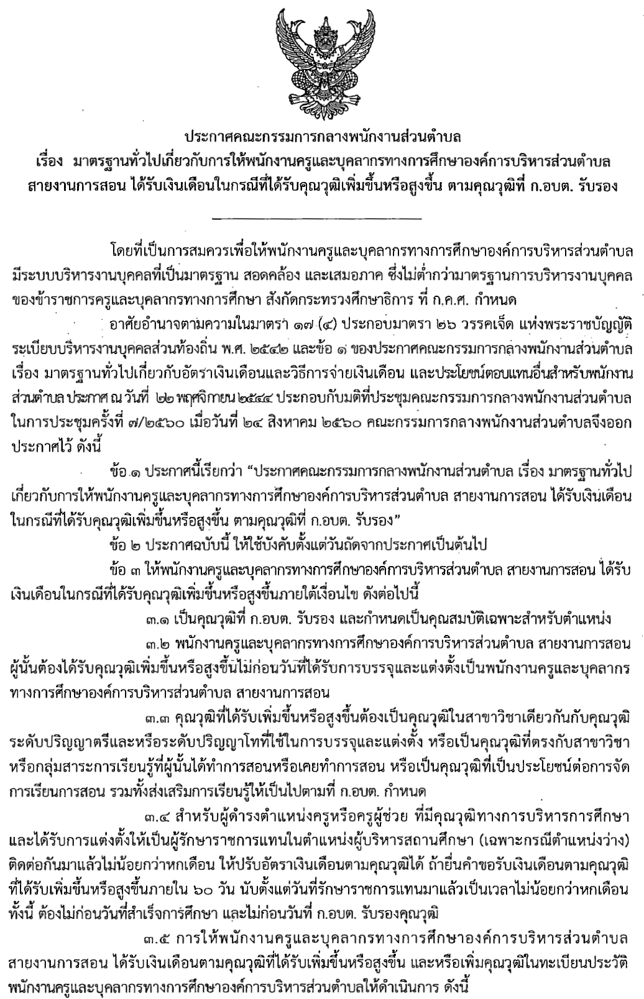 ประกาศคณะกรรมการกลางพนักงานส่วนตำบล
เรื่อง มาตรฐานทั่วไปเกี่ยวกับการให้พนักงานครูและบุคลากรทางการศึกษาองค์การบริหารส่วนตำบล
สายงานการสอน ได้รับเงินเดือนในกรณีที่ได้รับคุณวุฒิเพิ่มขึ้นหรือสูงขึ้น ตามคุณวุฒิที่ ก.อบต. รับรอง
โดยที่เป็นการสมควรเพื่อให้พนักงานครูและบุคลากรทางการศึกษาองค์การบริหารส่วนตำบล
มีระบบบริหารงานบุคคลที่เป็นมาตรฐาน สอดคล้อง และเสมอภาค ซึ่งไม่ต่ำกว่ามาตรฐานการบริหารงานบุคคล
ของข้าราชการครูและบุคลากรทางการศึกษา สังกัดกระทรวงศึกษาธิการ ที่ ก.ค.ศ. กำหนด
อาศัยอำนาจตามความในมาตรา ๑๗ (๔) ประกอบมาตรา ๒๖ วรรคเจ็ด แห่งพระราชบัญญัติ
ระเบียบบริหารงานบุคคลส่วนท้องถิ่น พ.ศ. ๒๕๔๒ และข้อ ๑ ของประกาศคณะกรรมการกลางพนักงานส่วนตำบล
เรื่อง มาตรฐานทั่วไปเกี่ยวกับอัตราเงินเดือนและวิธีการจ่ายเงินเดือน และประโยชน์ตอบแทนอื่นสำหรับพนักงาน
ส่วนตำบล ประกาศ ณ วันที่ ๒๒ พฤศจิกายน ๒๕๔๔ ประกอบกับมติที่ประชุมคณะกรรมการกลางพนักงานส่วนตำบล
ในการประชุมครั้งที่ ๗/๒๕๖๐ เมื่อวันที่ ๒๔ สิงหาคม ๒๕๖๐ คณะกรรมการกลางพนักงานส่วนตำบลจึงออก
ประกาศไว้ ดังนี้
ข้อ ๑ ประกาศนี้เรียกว่า “ประกาศคณะกรรมการกลางพนักงานส่วนตำบล เรื่อง มาตรฐานทั่วไป
เกี่ยวกับการให้พนักงานครูและบุคลากรทางการศึกษาองค์การบริหารส่วนตำบล สายงานการสอน ได้รับเงินเดือน
ในกรณีที่ได้รับคุณวุฒิเพิ่มขึ้นหรือสูงขึ้น ตามคุณวุฒิที่ ก.อบต. รับรอง”
ข้อ ๒ ประกาศฉบับนี้ ให้ใช้บังคับตั้งแต่วันถัดจากประกาศเป็นต้นไป
ข้อ ๓ ให้พนักงานครูและบุคลากรทางการศึกษาองค์การบริหารส่วนตำบล สายงานการสอน ได้รับ
เงินเดือนในกรณีที่ได้รับคุณวุฒิเพิ่มขึ้นหรือสูงขึ้นภายใต้เงื่อนไข ดังต่อไปนี้
๓.๑ เป็นคุณวุฒิที่ ก.อบต. รับรอง และกำหนดเป็นคุณสมบัติเฉพาะสำหรับตำแหน่ง
๓.๒ พนักงานครูและบุคลากรทางการศึกษาองค์การบริหารส่วนตำบล สายงานการสอน
ผู้นั้นต้องได้รับคุณวุฒิเพิ่มขึ้นหรือสูงขึ้นไม่ก่อนวันที่ได้รับการบรรจุและแต่งตั้งเป็นพนักงานครูและบุคลากร
ทางการศึกษาองค์การบริหารส่วนตำบล สายงานการสอน
๓.๓ คุณวุฒิที่ได้รับเพิ่มขึ้นหรือสูงขึ้นต้องเป็นคุณวุฒิในสาขาวิชาเดียวกันกับคุณวุฒิ
ระดับปริญญาตรีและหรือระดับปริญญาโทที่ใช้ในการบรรจุและแต่งตั้ง หรือเป็นคุณวุฒิที่ตรงกับสาขาวิชา
หรือกลุ่มสาระการเรียนรู้ที่ผู้นั้นได้ทำการสอนหรือเคยทำการสอน หรือเป็นคุณวุฒิที่เป็นประโยชน์ต่อการจัด
การเรียนการสอน รวมทั้งส่งเสริมการเรียนรู้ให้เป็นไปตามที่ ก.อบต. กำหนด
๓.๔ สำหรับผู้ดำรงตำแหน่งครูหรือครูผู้ช่วย ที่มีคุณวุฒิทางการบริหารการศึกษา
และได้รับการแต่งตั้งให้เป็นผู้รักษาราชการแทนในตำแหน่งผู้บริหารสถานศึกษา (เฉพาะกรณีตำแหน่งว่าง)
ติดต่อกันมาแล้วไม่น้อยกว่าหกเดือน ให้ปรับอัตราเงินเดือนตามคุณวุฒิได้ ถ้ายื่นคำขอรับเงินเดือนตามคุณวุฒิ
ที่ได้รับเพิ่มขึ้นหรือสูงขึ้นภายใน ๖๐ วัน นับตั้งแต่วันที่รักษาราชการแทนมาแล้วเป็นเวลาไม่น้อยกว่าหกเดือน
ทั้งนี้ ต้องไม่ก่อนวันที่สำเร็จการศึกษา และไม่ก่อนวันที่ ก.อบต. รับรองคุณวุฒิ
๓.๕ การให้พนักงานครูและบุคลากรทางการศึกษาองค์การบริหารส่วนตำบล
สายงานการสอน ได้รับเงินเดือนตามคุณวุฒิที่ได้รับเพิ่มขึ้นหรือสูงขึ้น และหรือเพิ่มคุณวุฒิในทะเบียนประวัติ
พนักงานครูและบุคลากรทางการศึกษาองค์การบริหารส่วนตำบลให้ดำเนินการ ดังนี้